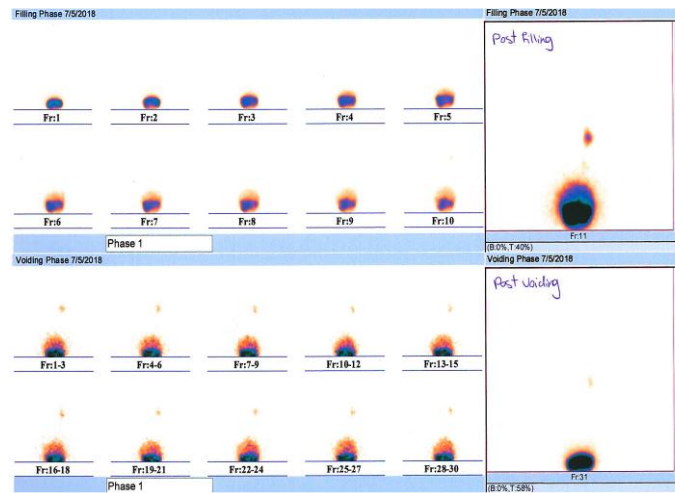 Filling Phase 7/5/2018
Fr:1 Fr:2 Fr:3 Fr:4 Fr:5
Fr:6 Fr:7 Fr:8 Fr:9 Fr:10
Phase 1
Filling Phase 7/5/2018
Post Filling
Fr:11
(B:0%,T:40%)
Voiding Phase 7/5/2018
Fr:1-3 Fr:4-6 Fr:7-9 Fr:10-12 Fr:13-15
Fr:16-18 Fr:19-21 Fr:22-24 Fr:25-27 Fr:28-30
Phase 1
Voiding Phase 7/5/2018
Post Voiding
Fr:31
(B:0%,T:58%)